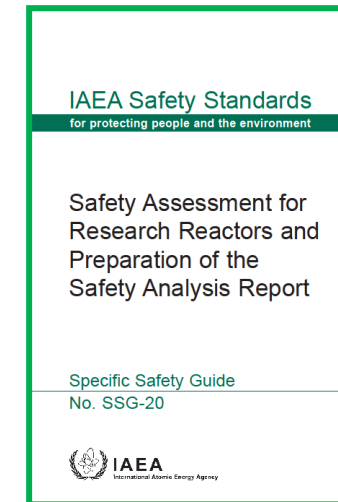 IAEA Safety Standards
for protecting people and the environment
Safety Assessment for
Research Reactors and
Preparation of the
Safety Analysis Report
Specific Safety Guide
No. SSG-20
IAEA
International Atomic Energy Agency